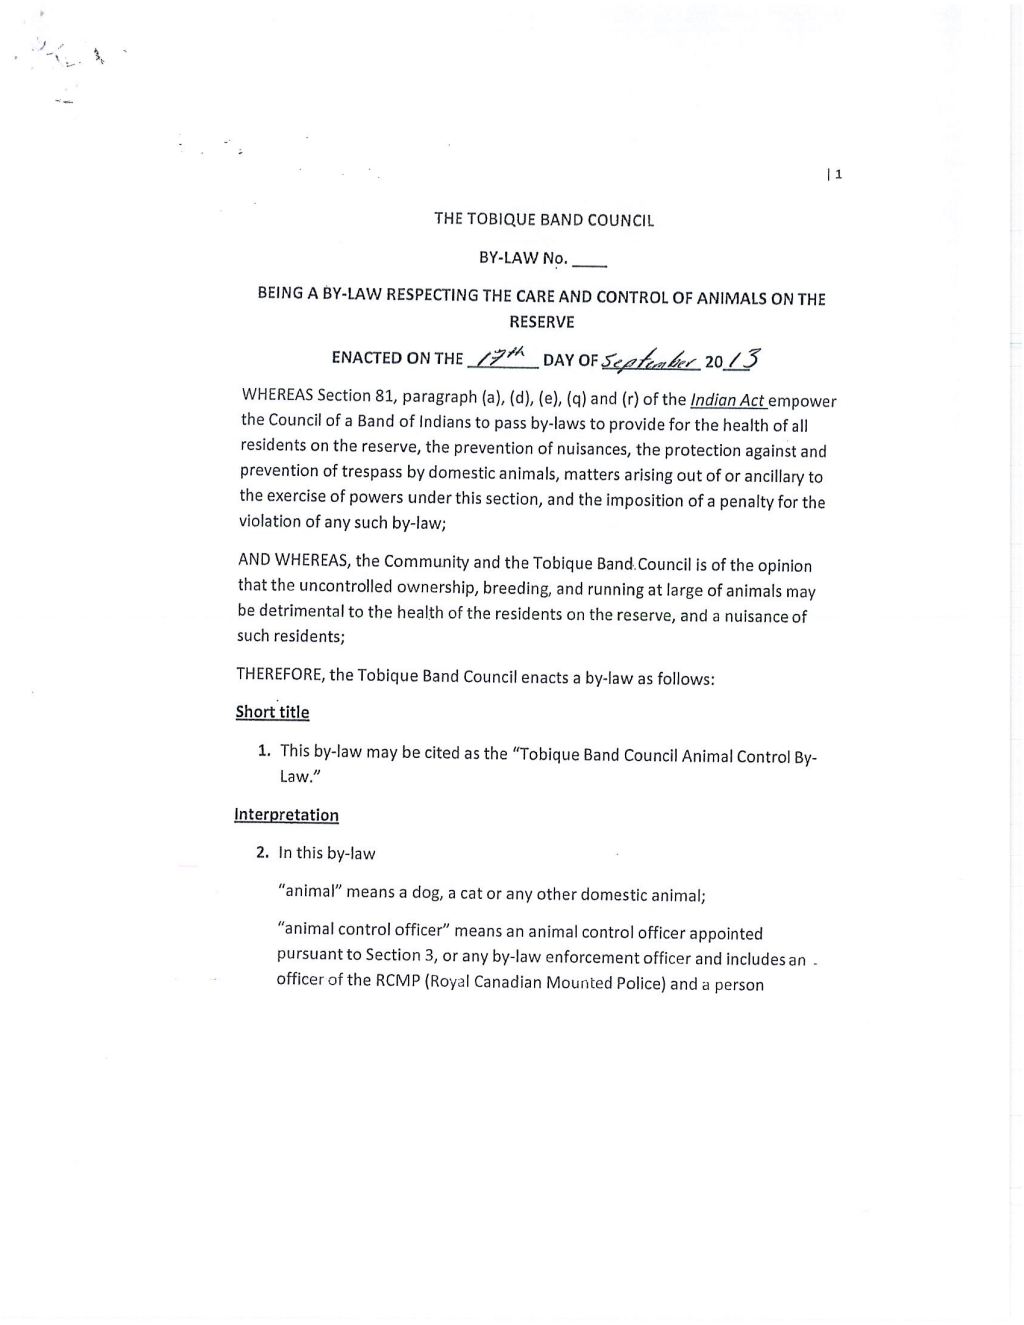 | 1
THE TOBIQUE BAND COUNCIL
BY-LAW No. ____
BEING A BY-LAW RESPECTING THE CARE AND CONTROL OF ANIMALS ON THE
RESERVE
ENACTED ON THE 17th DAY OF September 2013
WHEREAS Section 81, paragraph (a), (d), (e), (q) and (r) of the Indian Act empower
the Council of a Band of Indians to pass by-laws to provide for the health of all
residents on the reserve, the prevention of nuisances, the protection against and
prevention of trespass by domestic animals, matters arising out of or ancillary to
the exercise of powers under this section, and the imposition of a penalty for the
violation of any such by-law;
AND WHEREAS, the Community and the Tobique Band Council is of the opinion
that the uncontrolled ownership, breeding, and running at large of animals may
be detrimental to the health of the residents on the reserve, and a nuisance of
such residents;
THEREFORE, the Tobique Band Council enacts a by-law as follows:
Short title
1. This by-law may be cited as the "Tobique Band Council Animal Control By-
Law."
Interpretation
2. In this by-law
"animal" means a dog, a cat or any other domestic animal;
"animal control officer" means an animal control officer appointed
pursuant to Section 3, or any by-law enforcement officer and includes an
officer of the RCMP (Royal Canadian Mounted Police) and a person